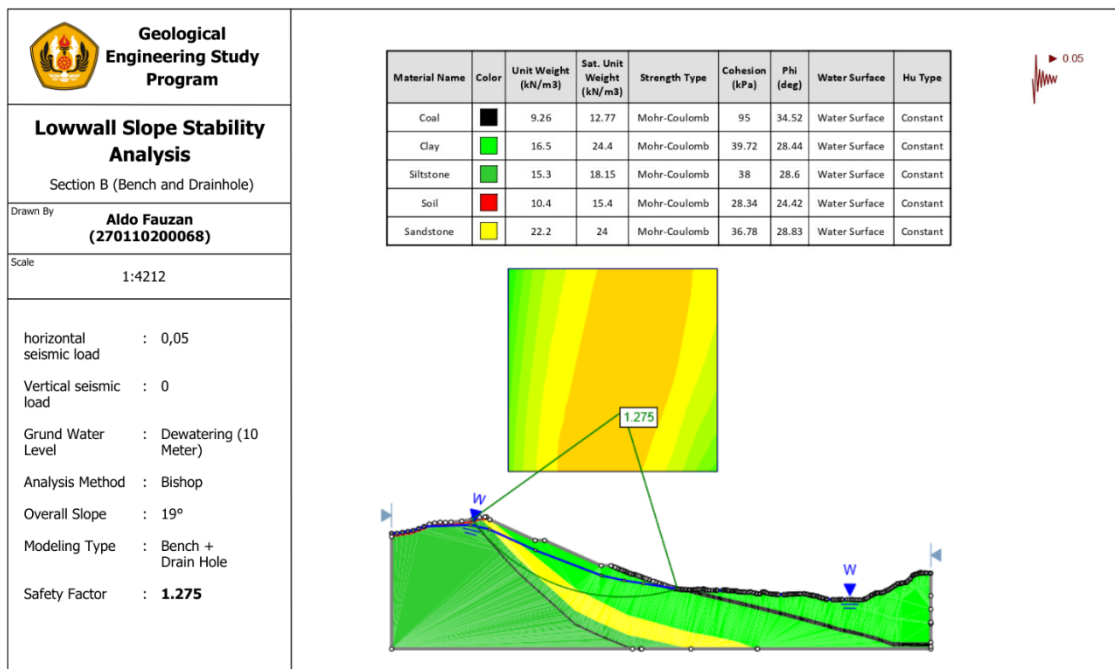 Geological
Engineering Study
Program
Lowwall Slope Stability
Analysis
Section B (Bench and Drainhole)
Drawn By
Aldo Fauzan
(270110200068)
Scale
1:4212
horizontal seismic load : 0,05
Vertical seismic load : 0
Grund Water Level : Dewatering (10 Meter)
Analysis Method : Bishop
Overall Slope : 19°
Modeling Type : Bench + Drain Hole
Safety Factor : 1.275
Material Name Color Unit Weight (kN/m3) Sat. Unit Weight (kN/m3) Strength Type Cohesion (kPa) Phi (deg) Water Surface Hu Type
Coal 9.26 12.77 Mohr-Coulomb 95 34.52 Water Surface Constant
Clay 16.5 24.4 Mohr-Coulomb 39.72 28.44 Water Surface Constant
Siltstone 15.3 18.15 Mohr-Coulomb 38 28.6 Water Surface Constant
Soil 10.4 15.4 Mohr-Coulomb 28.34 24.42 Water Surface Constant
Sandstone 22.2 24 Mohr-Coulomb 36.78 28.83 Water Surface Constant
0.05
1.275
W
W